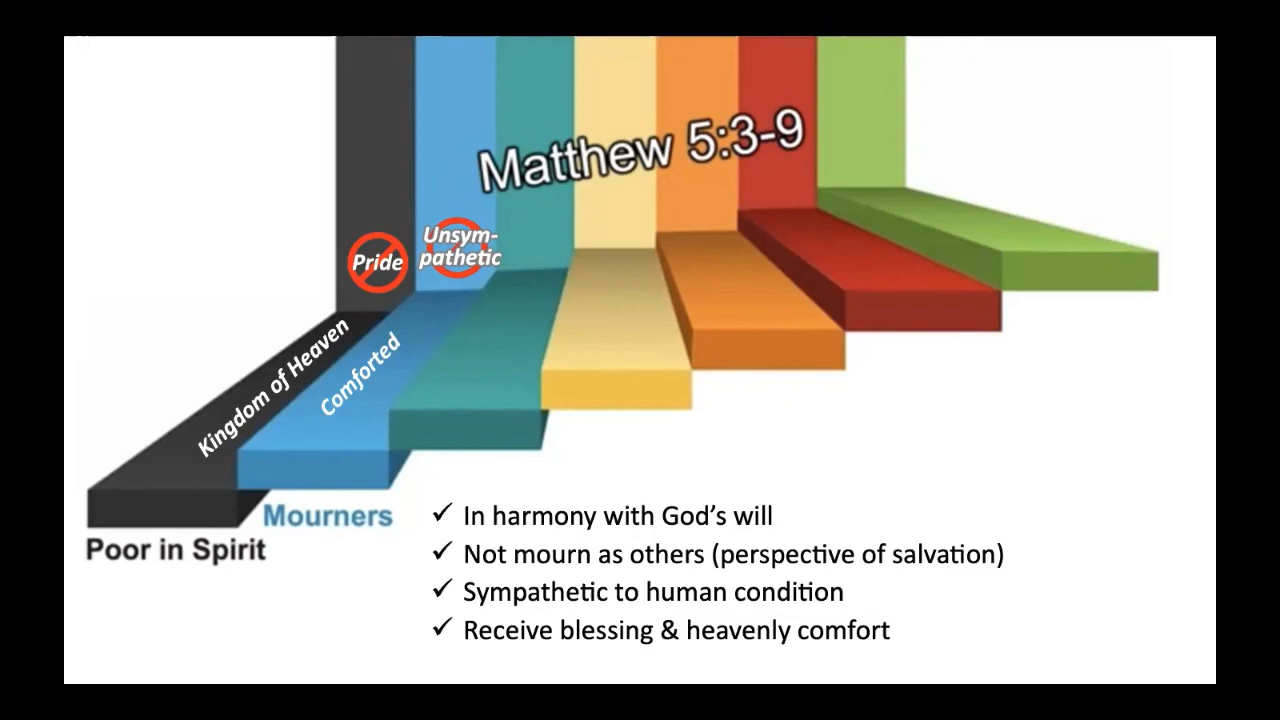 Matthew 5:3-9
Pride
Unsym-
pathetic
Kingdom of Heaven
Comforted
Poor in Spirit
Mourners
✓ In harmony with God's will
✓ Not mourn as others (perspective of salvation)
✓ Sympathetic to human condition
✓ Receive blessing & heavenly comfort